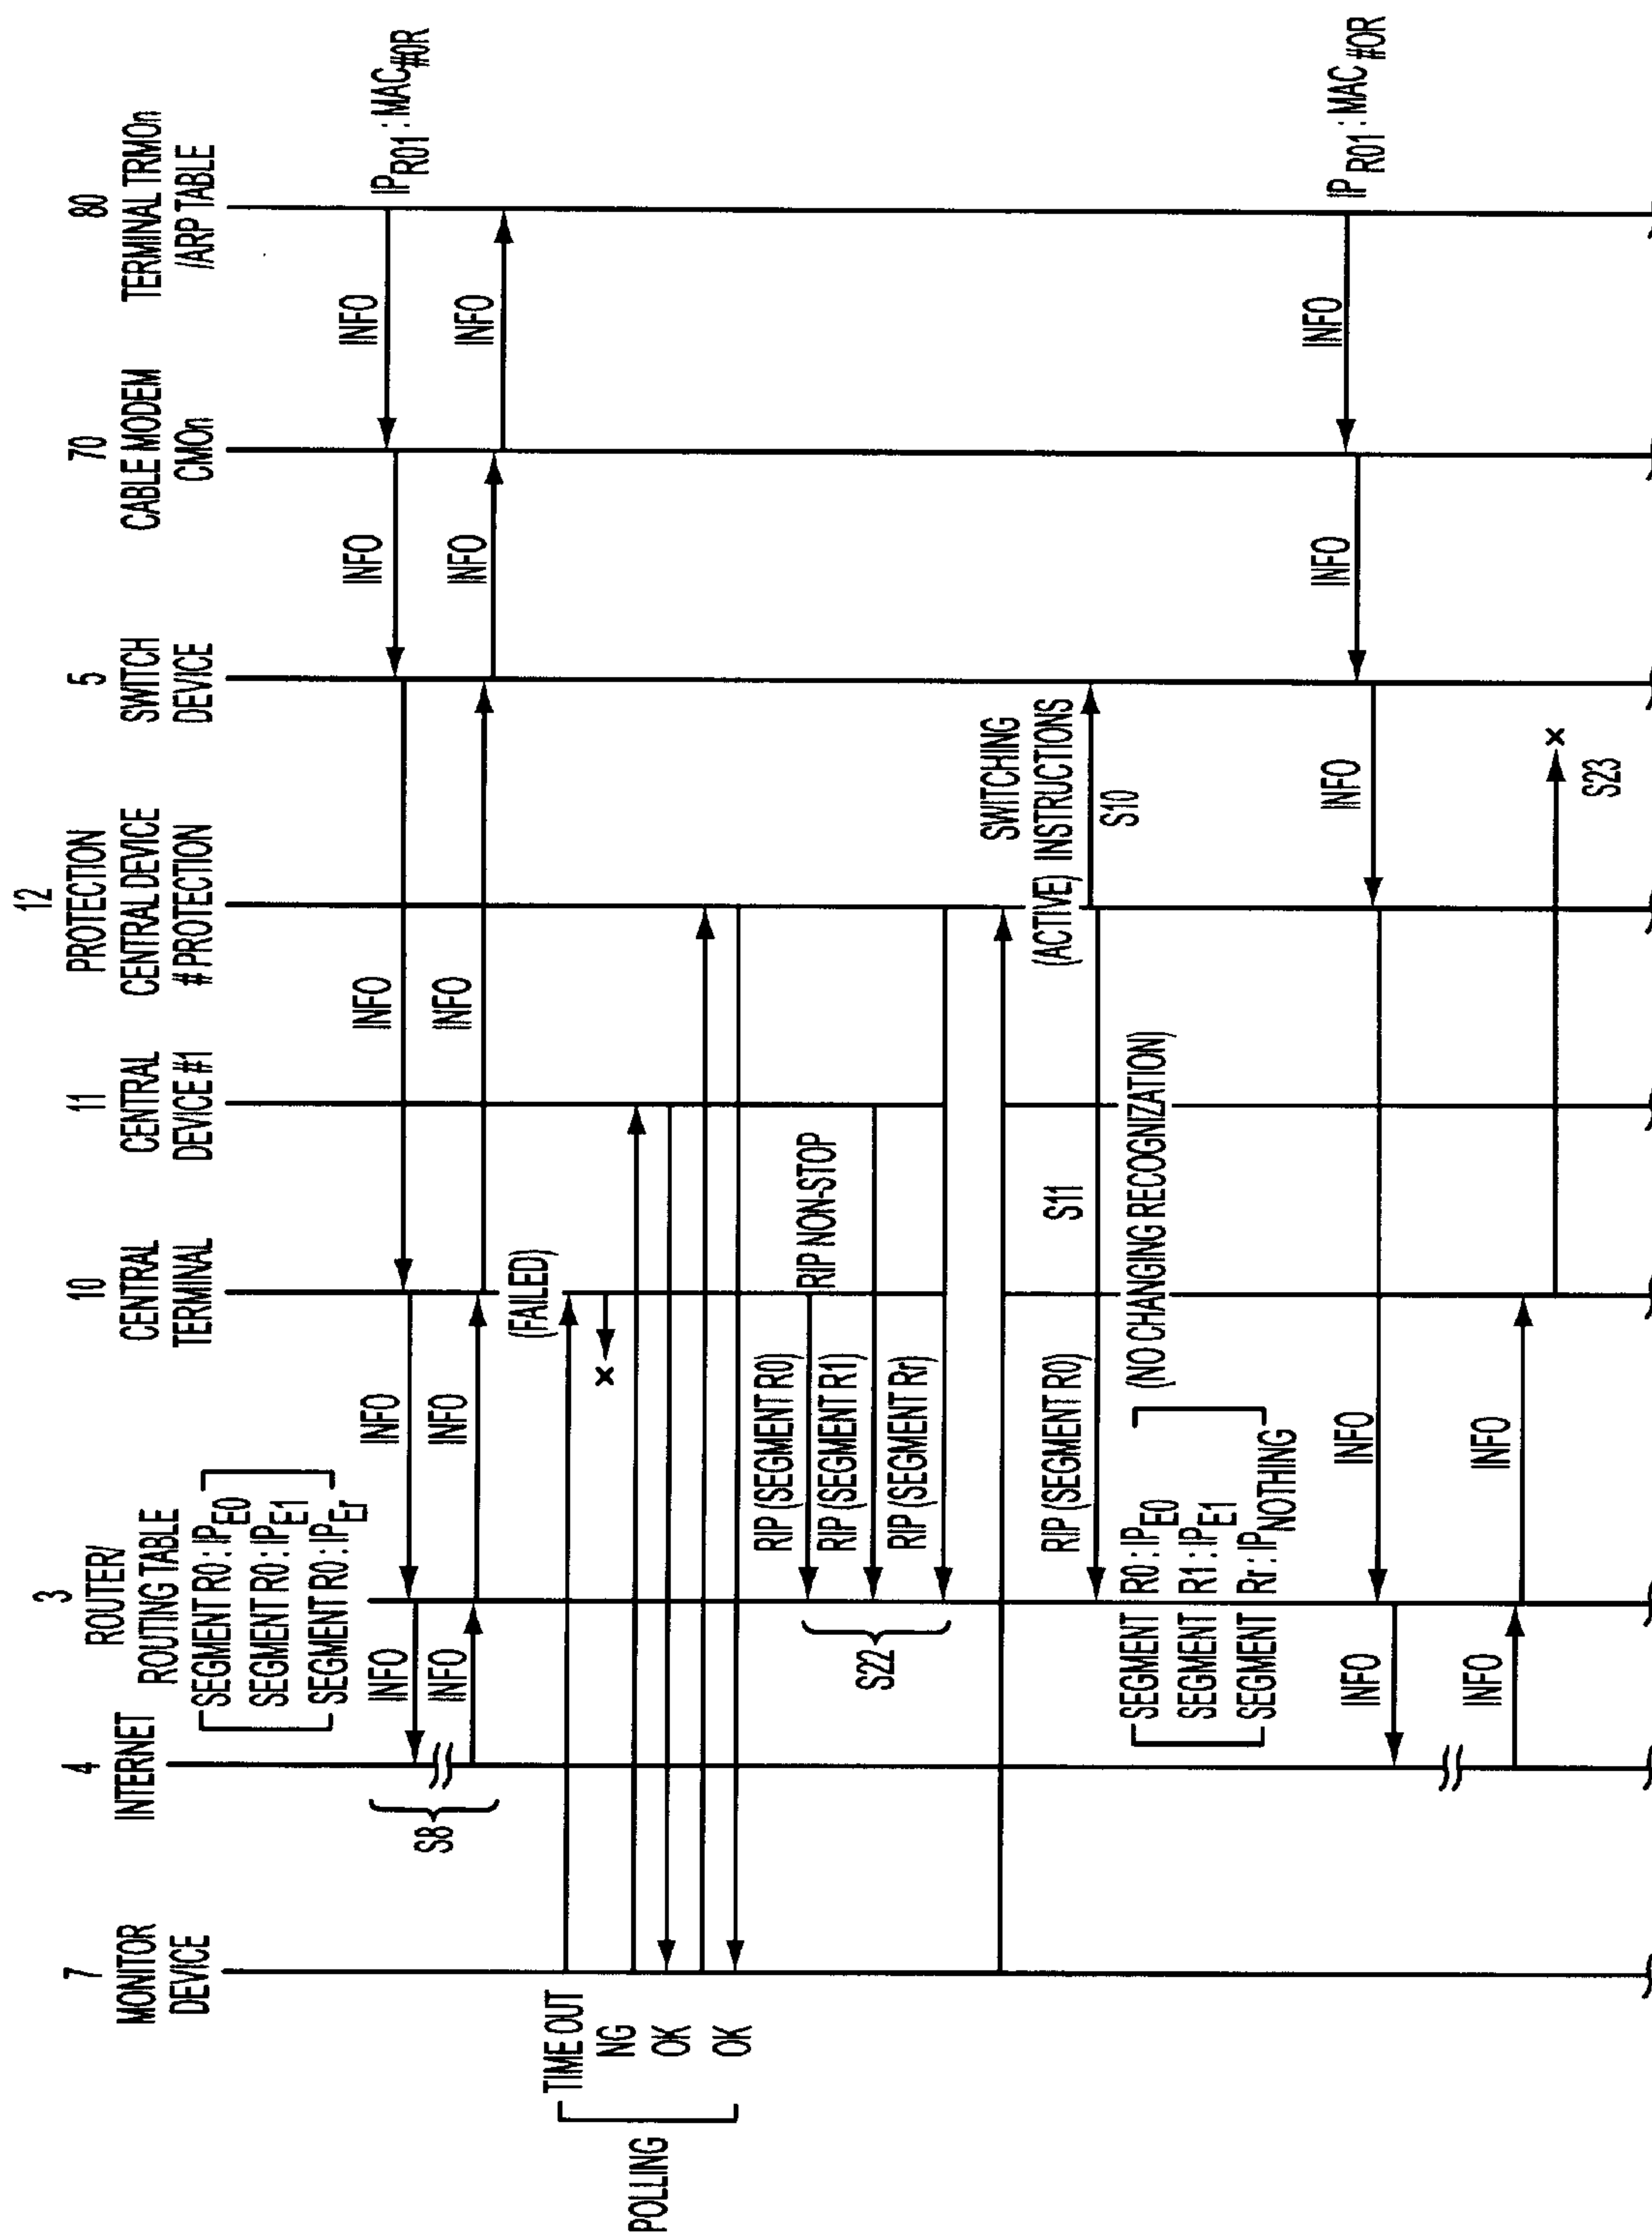 7
MONITOR
DEVICE
4
INTERNET
3
ROUTER/
ROUTING TABLE
SEGMENT R0 : IPE0
SEGMENT R0 : IPE1
SEGMENT R0 : IPEr
10
CENTRAL
TERMINAL
11
CENTRAL
DEVICE #1
12
PROTECTION
CENTRAL DEVICE
# PROTECTION
5
SWITCH
DEVICE
70
CABLE MODEM
CMOn
80
TERMINAL TRMOn
/ARP TABLE
IPR01 : MAC#0R
INFO
INFO
INFO
INFO
INFO
INFO
INFO
INFO
INFO
INFO
S8
POLLING
TIME OUT
NG
OK
OK
(FAILED)
×
RIP (SEGMENT R0)
RIP NON-STOP
RIP (SEGMENT R1)
RIP (SEGMENT Rr)
S22
SWITCHING
(ACTIVE) INSTRUCTIONS
S10
RIP (SEGMENT R0)
S11
SEGMENT R0 : IPE0
SEGMENT R1 : IPE1
SEGMENT Rr : IPNOTHING
(NO CHANGING RECOGNIZATION)
IPR01 : MAC#0R
INFO
INFO
INFO
INFO
INFO
INFO
INFO
×
S23